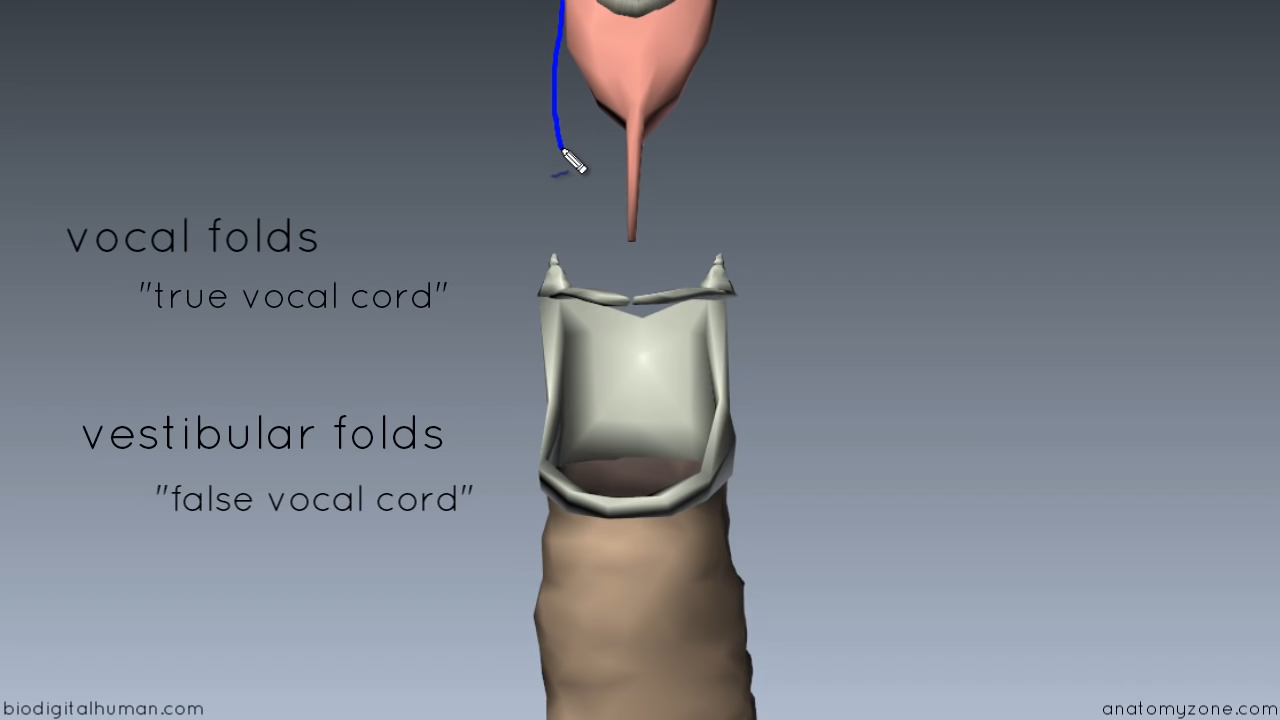 vocal folds
"true vocal cord"
vestibular folds
"false vocal cord"
biodigitalhuman.com
anatomyzone.com